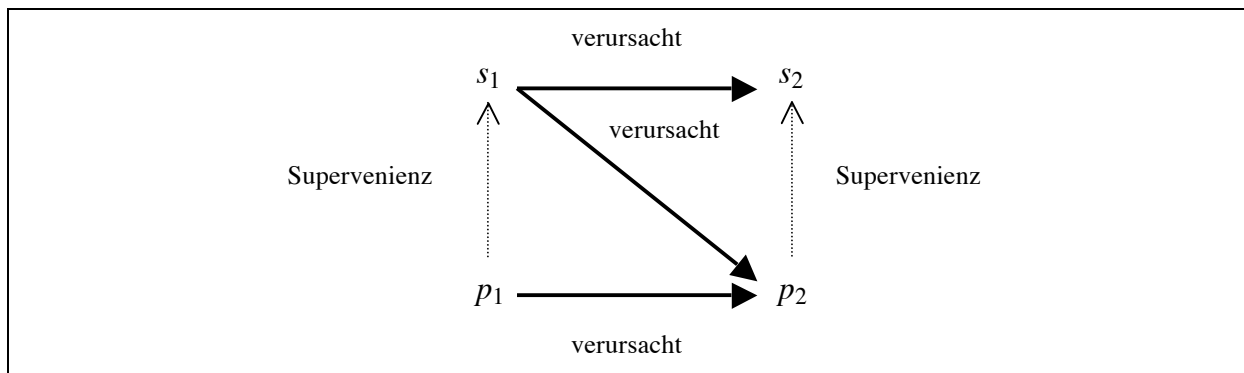 verursacht
s1 s2
verursacht
Supervenienz Supervenienz
p1 p2
verursacht